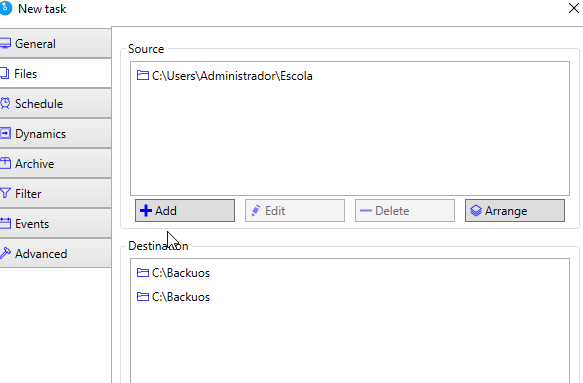 New task
General
Files
Schedule
Dynamics
Archive
Filter
Events
Advanced
Source
C:\Users\Administrador\Escola
Add
Edit
Delete
Arrange
Destination
C:\Backuos
C:\Backuos